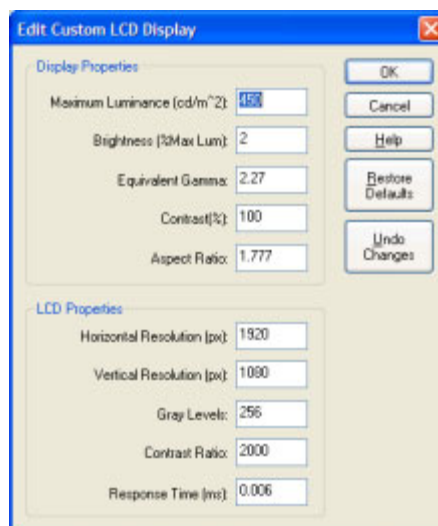 Edit Custom LCD Display
Display Properties
Maximum Luminance (cd/m^2): 450
Brightness (%Max Lum): 2
Equivalent Gamma: 2.27
Contrast(%): 100
Aspect Ratio: 1.777
OK
Cancel
Help
Restore
Defaults
Undo
Changes
LCD Properties
Horizontal Resolution (px): 1920
Vertical Resolution (px): 1080
Gray Levels: 256
Contrast Ratio: 2000
Response Time (ms): 0.006